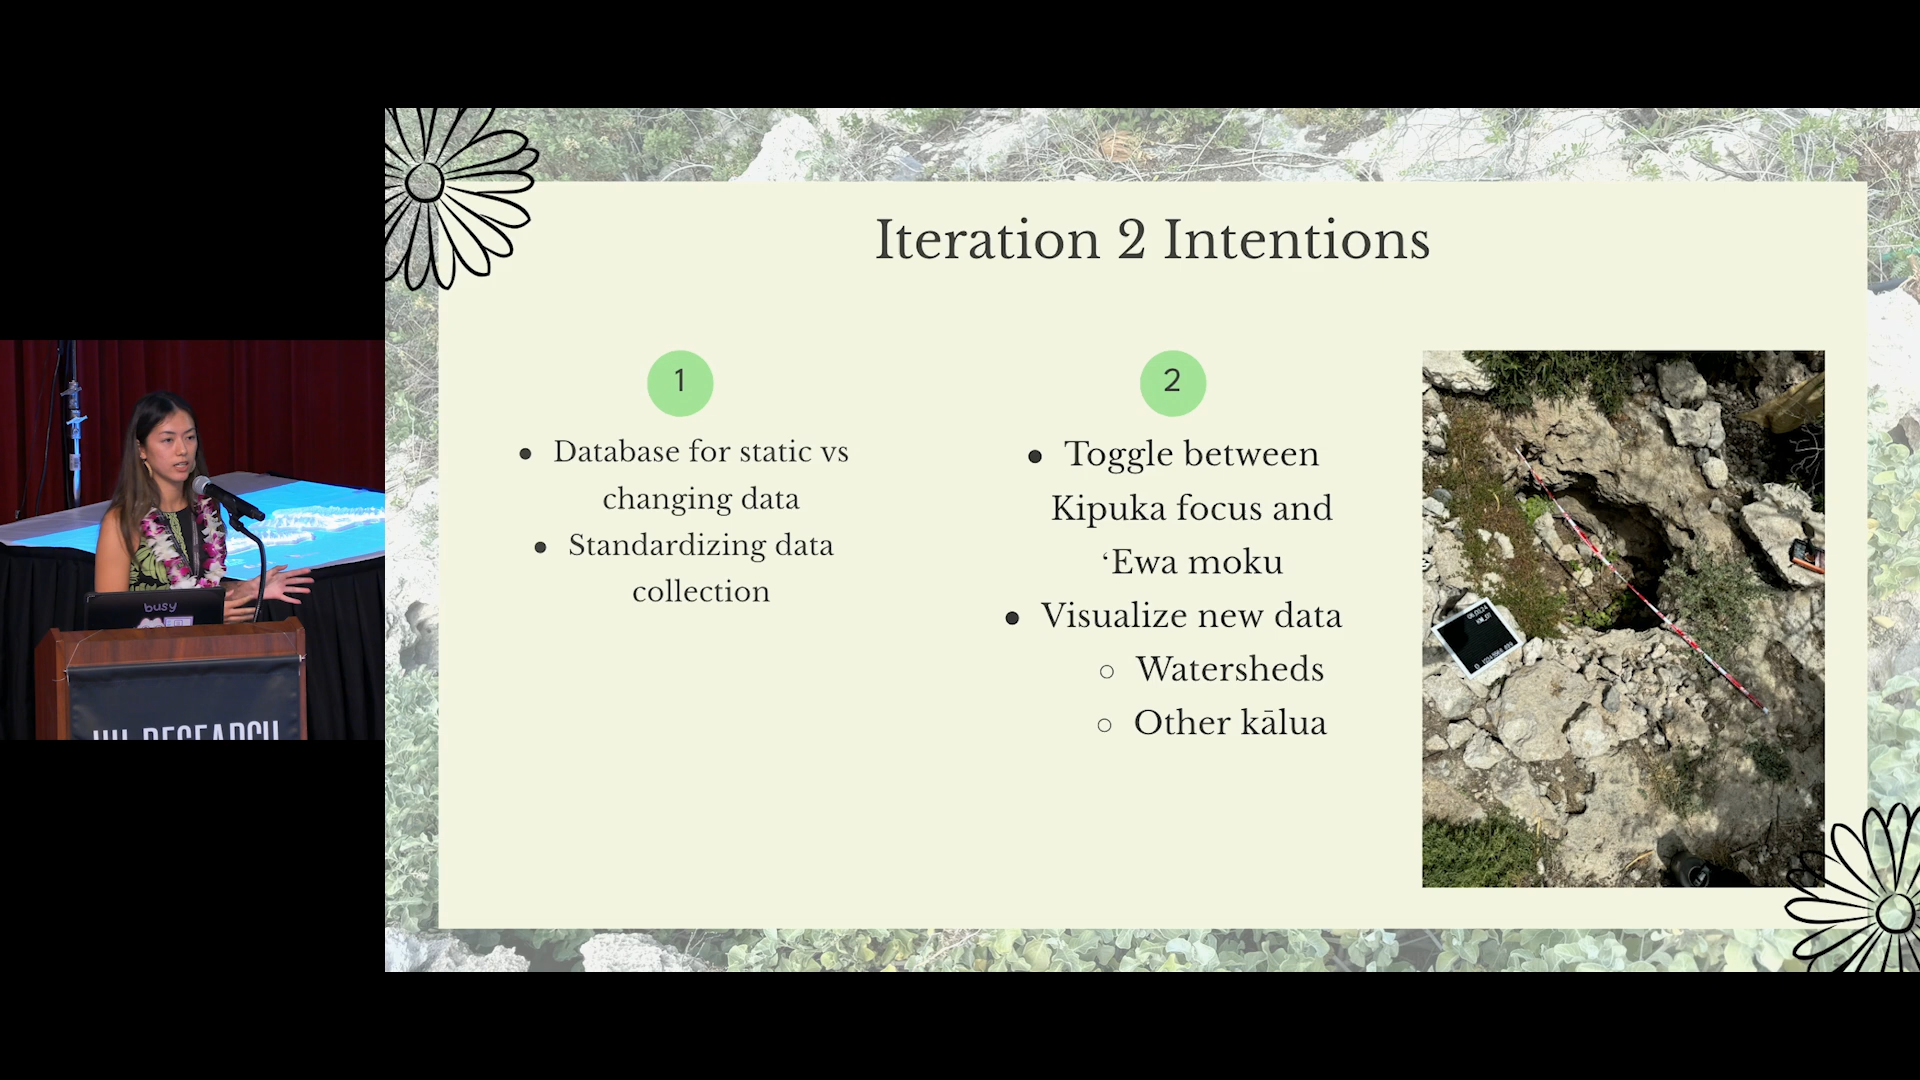 Iteration 2 Intentions
1
• Database for static vs
changing data
• Standardizing data
collection
2
• Toggle between
Kipuka focus and
ʻEwa moku
• Visualize new data
○ Watersheds
○ Other kālua
busy
RESEARCH